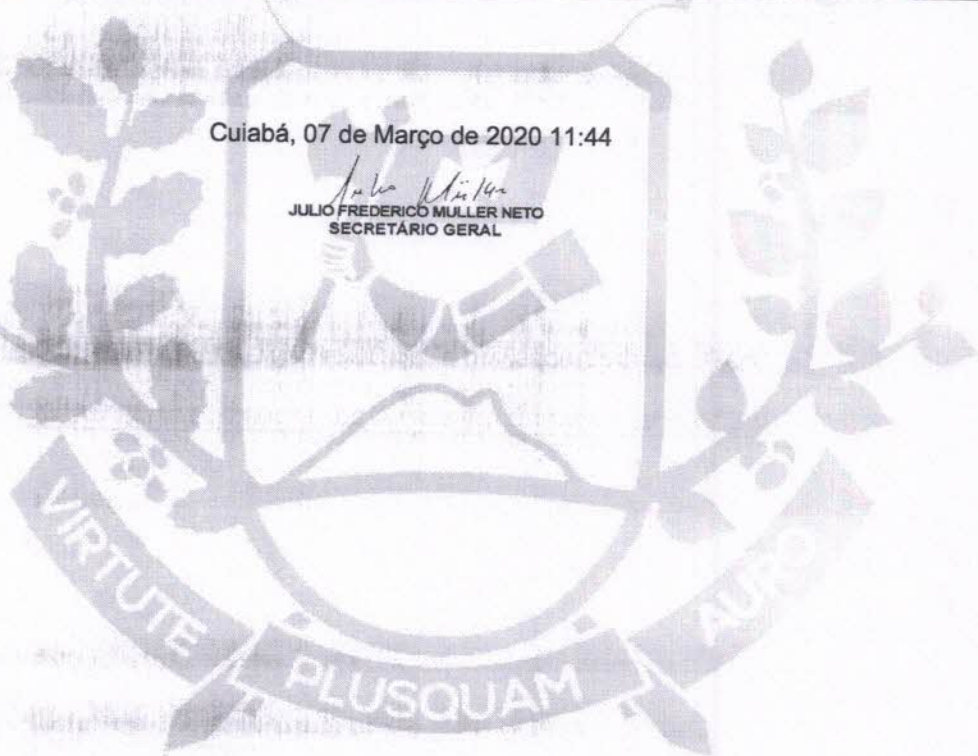 Cuiabá, 07 de Março de 2020 11:44
JULIO FREDERICO MULLER NETO
SECRETÁRIO GERAL
VIRTUTE
PLUSQUAM
AURO